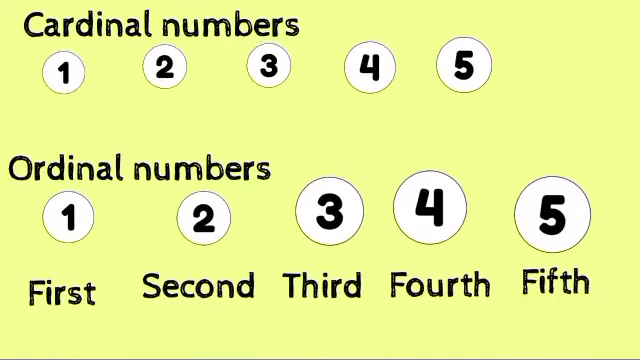 Cardinal numbers
1 2 3 4 5
Ordinal numbers
1 2 3 4 5
First Second Third Fourth Fifth